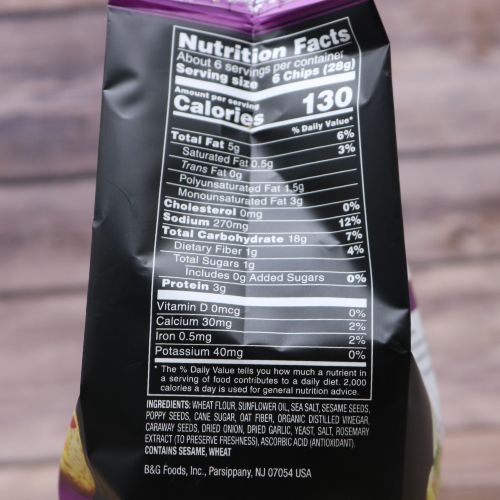 Nutrition Facts
About 6 servings per container
Serving size 6 Chips (28g)
Amount per serving
Calories 130
% Daily Value*
Total Fat 5g 6%
Saturated Fat 0.5g 3%
Trans Fat 0g
Polyunsaturated Fat 1.5g
Monounsaturated Fat 3g
Cholesterol 0mg 0%
Sodium 270mg 12%
Total Carbohydrate 18g 7%
Dietary Fiber 1g 4%
Total Sugars 1g
Includes 0g Added Sugars 0%
Protein 3g
Vitamin D 0mcg 0%
Calcium 30mg 2%
Iron 0.5mg 2%
Potassium 40mg 0%
* The % Daily Value tells you how much a nutrient in
a serving of food contributes to a daily diet. 2,000
calories a day is used for general nutrition advice.
INGREDIENTS: WHEAT FLOUR, SUNFLOWER OIL, SEA SALT, SESAME SEEDS,
POPPY SEEDS, CANE SUGAR, OAT FIBER, ORGANIC DISTILLED VINEGAR,
CARAWAY SEEDS, DRIED ONION, DRIED GARLIC, YEAST, SALT, ROSEMARY
EXTRACT (TO PRESERVE FRESHNESS), ASCORBIC ACID (ANTIOXIDANT).
CONTAINS SESAME, WHEAT
B&G Foods, Inc., Parsippany, NJ 07054 USA